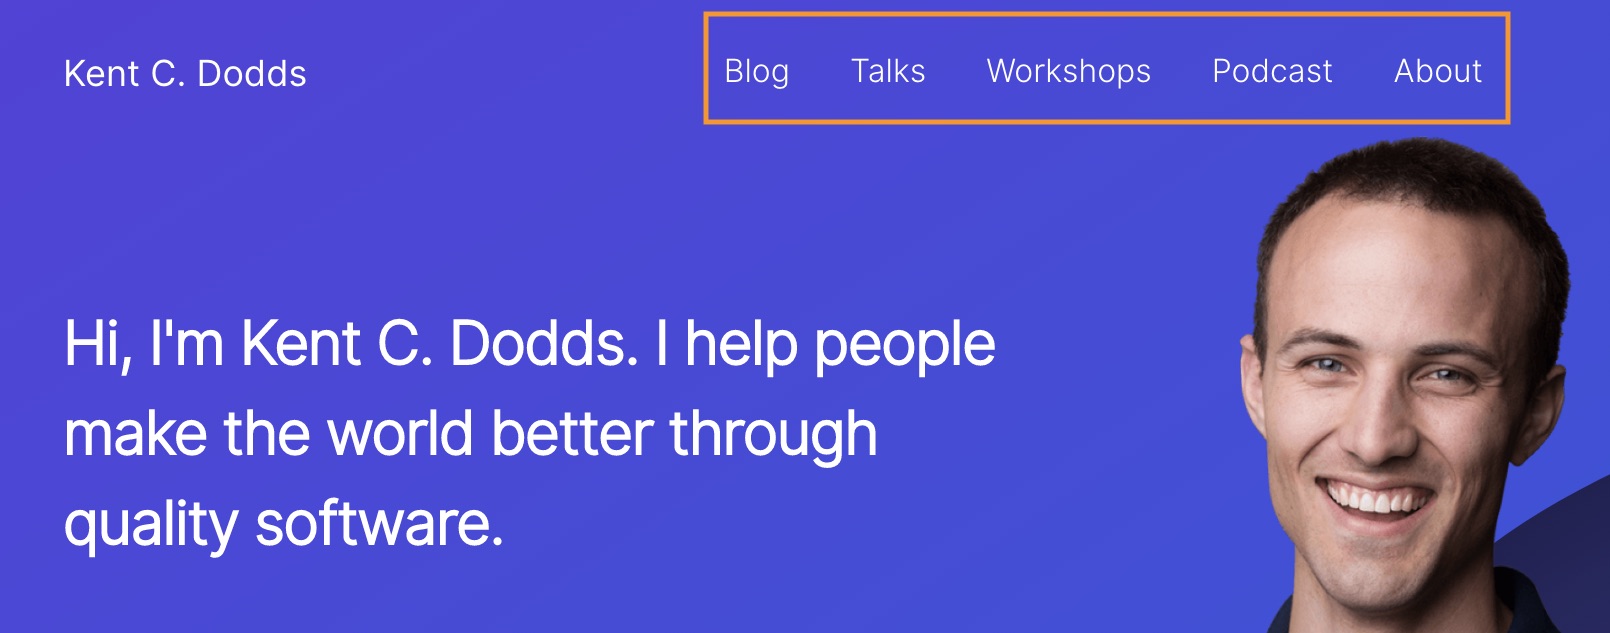 Kent C. Dodds
Blog Talks Workshops Podcast About
Hi, I'm Kent C. Dodds. I help people
make the world better through
quality software.